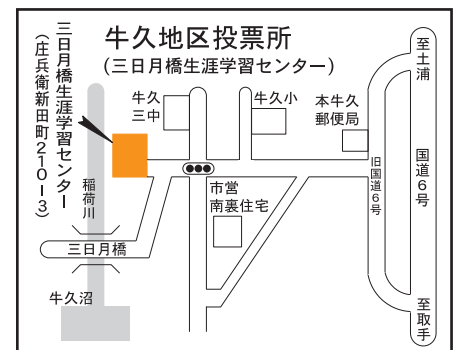 牛久地区投票所
(三日月橋生涯学習センター)
三日月橋生涯学習センター
(庄兵衛新田町210-3)
牛久
三中
牛久小
本牛久
郵便局
至土浦
国道6号
旧国道6号
至取手
市営
南裏住宅
稲荷川
三日月橋
牛久沼